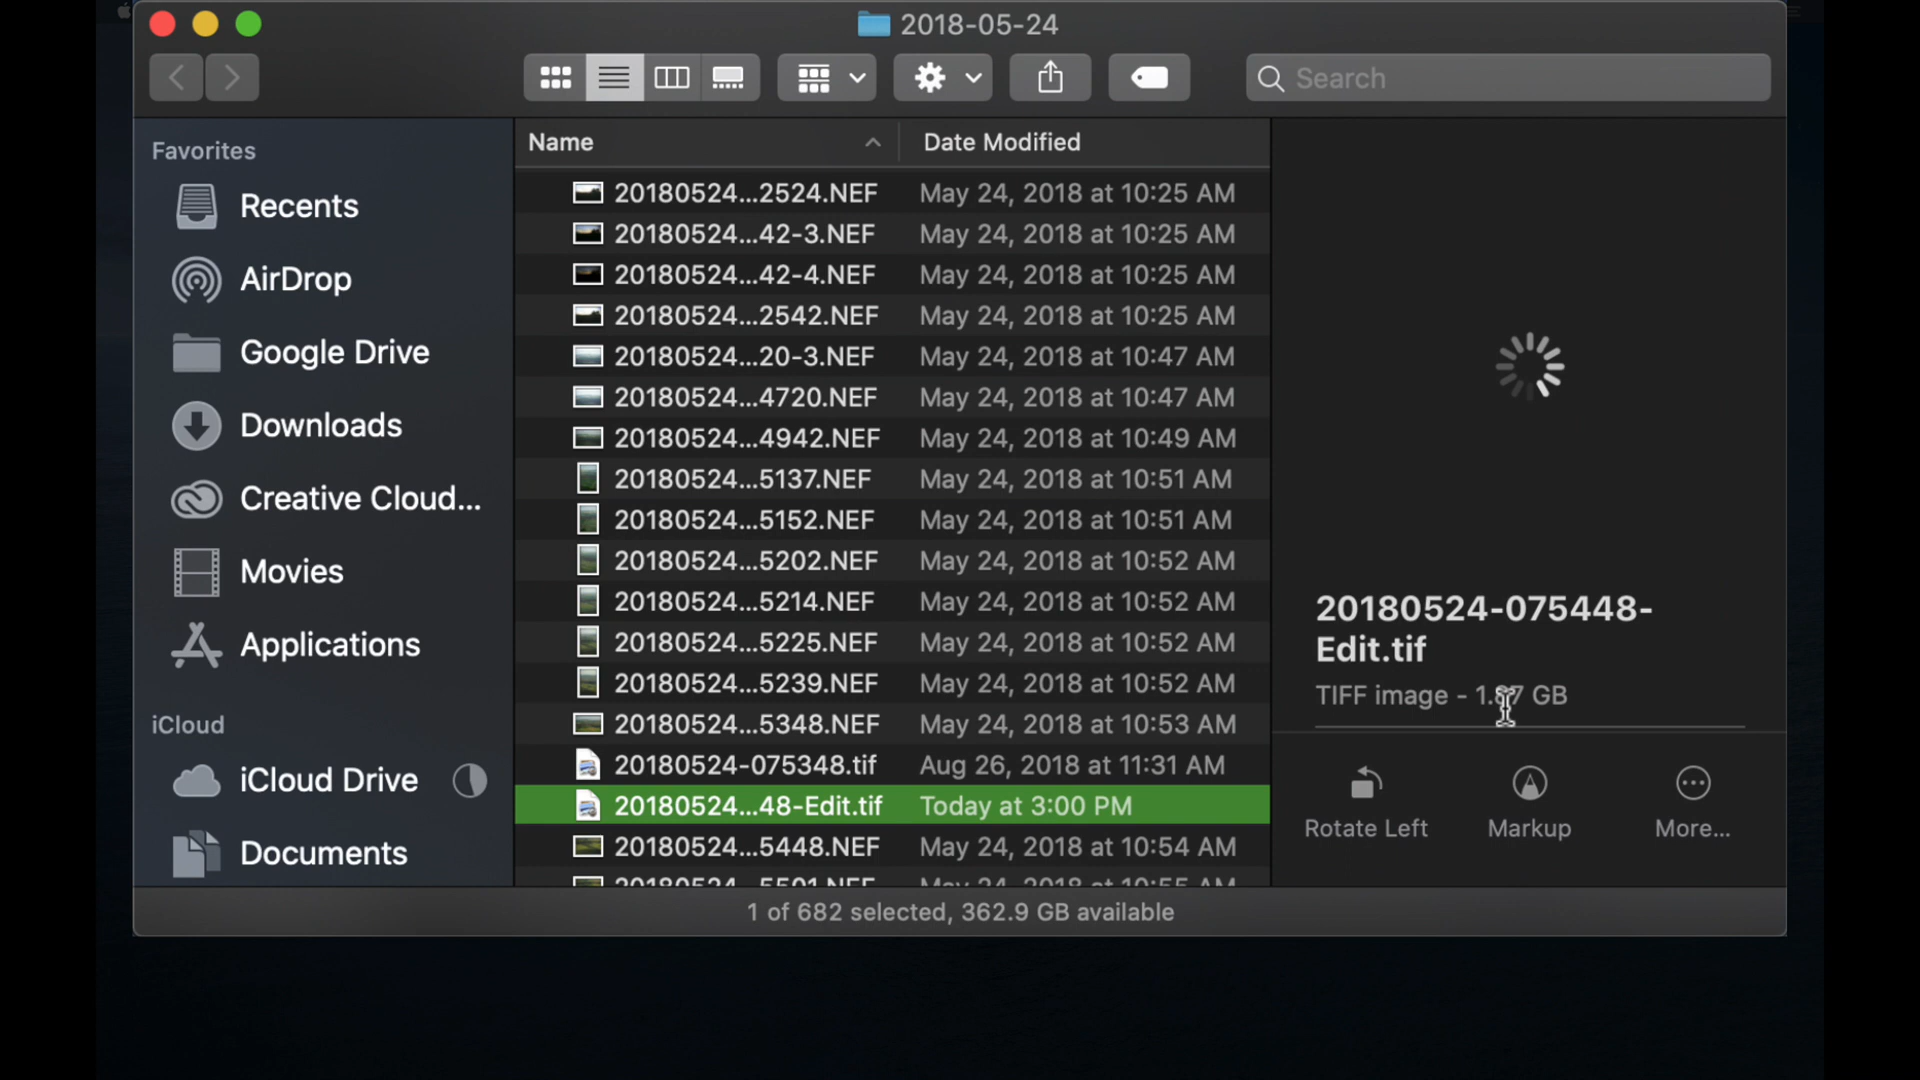 2018-05-24
Search
Favorites
Recents
AirDrop
Google Drive
Downloads
Creative Cloud...
Movies
Applications
iCloud
iCloud Drive
Documents
Name Date Modified
20180524...2524.NEF May 24, 2018 at 10:25 AM
20180524...42-3.NEF May 24, 2018 at 10:25 AM
20180524...42-4.NEF May 24, 2018 at 10:25 AM
20180524...2542.NEF May 24, 2018 at 10:25 AM
20180524...20-3.NEF May 24, 2018 at 10:47 AM
20180524...4720.NEF May 24, 2018 at 10:47 AM
20180524...4942.NEF May 24, 2018 at 10:49 AM
20180524...5137.NEF May 24, 2018 at 10:51 AM
20180524...5152.NEF May 24, 2018 at 10:51 AM
20180524...5202.NEF May 24, 2018 at 10:52 AM
20180524...5214.NEF May 24, 2018 at 10:52 AM
20180524...5225.NEF May 24, 2018 at 10:52 AM
20180524...5239.NEF May 24, 2018 at 10:52 AM
20180524...5348.NEF May 24, 2018 at 10:53 AM
20180524-075348.tif Aug 26, 2018 at 11:31 AM
20180524...48-Edit.tif Today at 3:00 PM
20180524...5448.NEF May 24, 2018 at 10:54 AM
20180524...5501.NEF May 24, 2018 at 10:55 AM
20180524-075448-
Edit.tif
TIFF image - GB
Rotate Left Markup More...
1 of 682 selected, 362.9 GB available